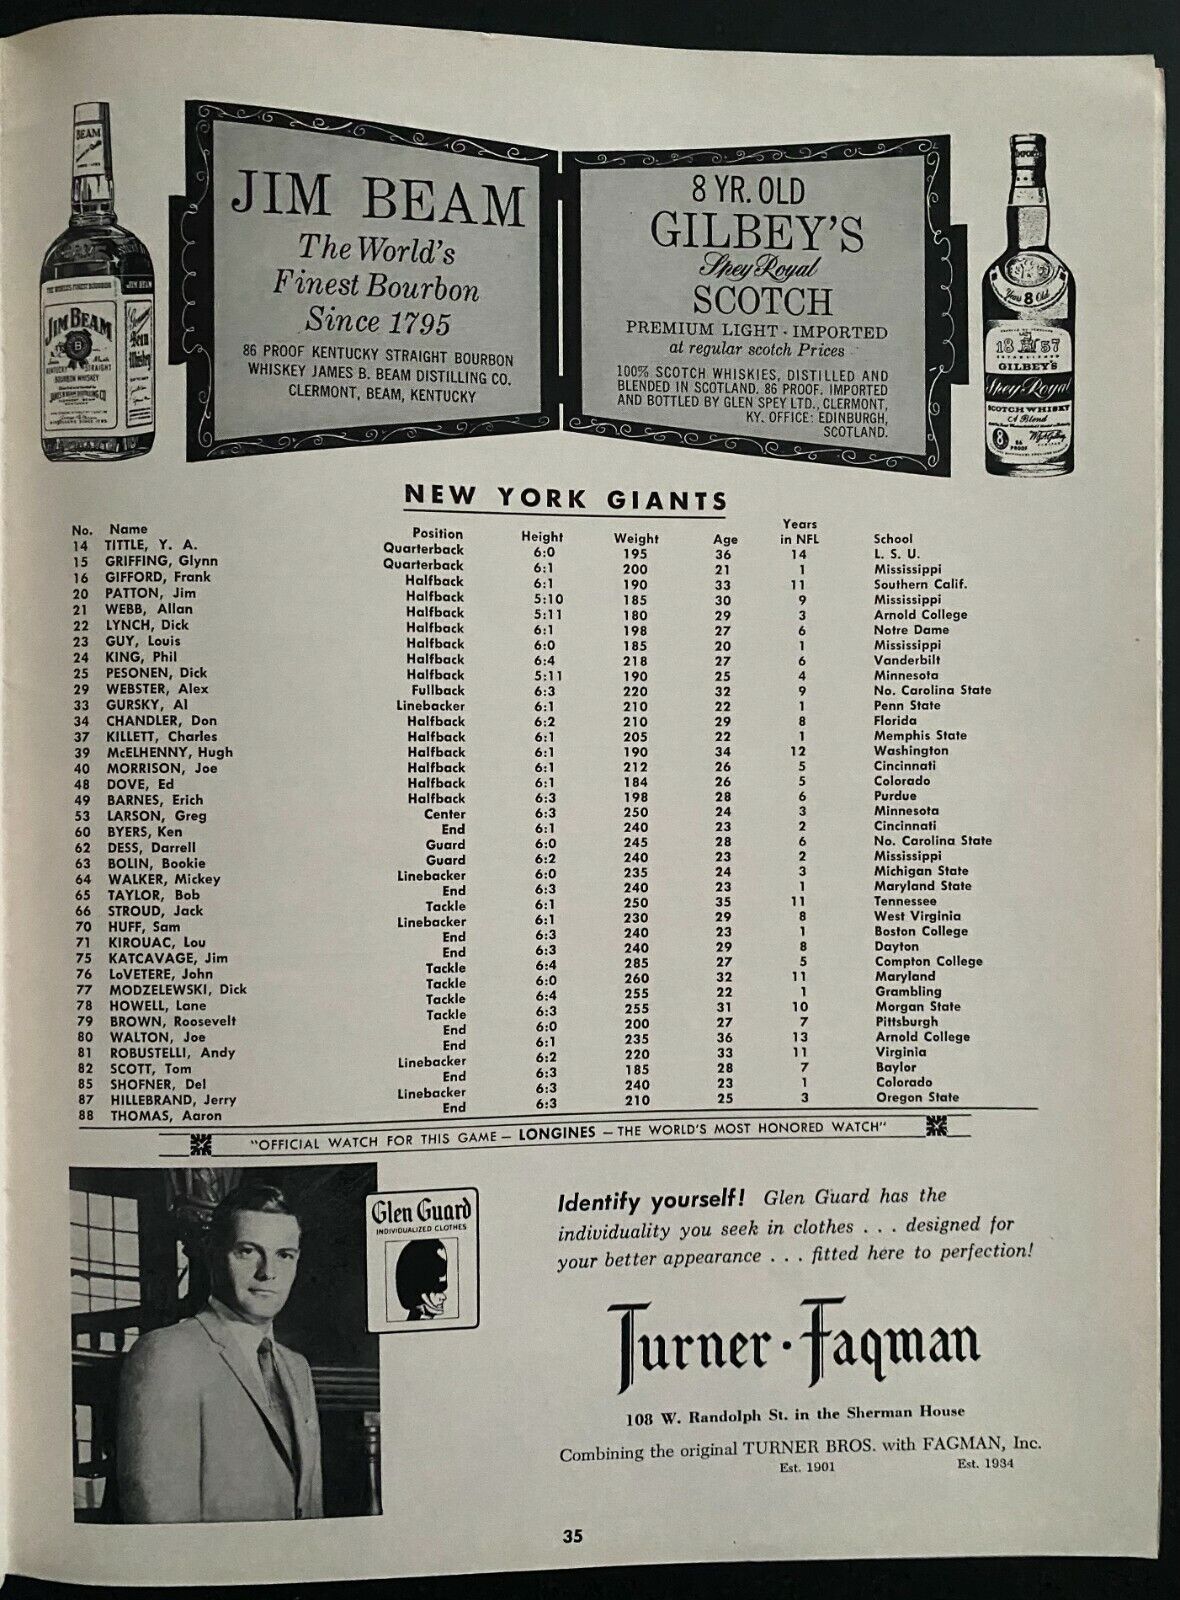 BEAM
THE WORLD'S FINEST BOURBON
JIM BEAM
JIM BEAM
B
KENTUCKY STRAIGHT
BOURBON WHISKEY
JAMES B. BEAM DISTILLING CO.
Beam
Whiskey
JIM BEAM
The World's
Finest Bourbon
Since 1795
86 PROOF KENTUCKY STRAIGHT BOURBON
WHISKEY JAMES B. BEAM DISTILLING CO.
CLERMONT, BEAM, KENTUCKY
8 YR. OLD
GILBEY'S
Spey Royal
SCOTCH
PREMIUM LIGHT · IMPORTED
at regular scotch Prices
100% SCOTCH WHISKIES, DISTILLED AND
BLENDED IN SCOTLAND. 86 PROOF. IMPORTED
AND BOTTLED BY GLEN SPEY LTD., CLERMONT,
KY. OFFICE: EDINBURGH,
SCOTLAND.
Years 8 Old
1857
GILBEY'S
Spey-Royal
SCOTCH WHISKY
A Blend
8 86 PROOF
NEW YORK GIANTS
No. Name Position Height Weight Age Years in NFL School
14 TITTLE, Y. A. Quarterback 6:0 195 36 14 L. S. U.
15 GRIFFING, Glynn Quarterback 6:1 200 21 1 Mississippi
16 GIFFORD, Frank Halfback 6:1 190 33 11 Southern Calif.
20 PATTON, Jim Halfback 5:10 185 30 9 Mississippi
21 WEBB, Allan Halfback 5:11 180 29 3 Arnold College
22 LYNCH, Dick Halfback 6:1 198 27 6 Notre Dame
23 GUY, Louis Halfback 6:0 185 20 1 Mississippi
24 KING, Phil Halfback 6:4 218 27 6 Vanderbilt
25 PESONEN, Dick Halfback 5:11 190 25 4 Minnesota
29 WEBSTER, Alex Fullback 6:3 220 32 9 No. Carolina State
33 GURSKY, Al Linebacker 6:1 210 22 1 Penn State
34 CHANDLER, Don Halfback 6:2 210 29 8 Florida
37 KILLETT, Charles Halfback 6:1 205 22 1 Memphis State
39 McELHENNY, Hugh Halfback 6:1 190 34 12 Washington
40 MORRISON, Joe Halfback 6:1 212 26 5 Cincinnati
48 DOVE, Ed Halfback 6:1 184 26 5 Colorado
49 BARNES, Erich Halfback 6:3 198 28 6 Purdue
53 LARSON, Greg Center 6:3 250 24 3 Minnesota
60 BYERS, Ken End 6:1 240 23 2 Cincinnati
62 DESS, Darrell Guard 6:0 245 28 6 No. Carolina State
63 BOLIN, Bookie Guard 6:2 240 23 2 Mississippi
64 WALKER, Mickey Linebacker 6:0 235 24 3 Michigan State
65 TAYLOR, Bob End 6:3 240 23 1 Maryland State
66 STROUD, Jack Tackle 6:1 250 35 11 Tennessee
70 HUFF, Sam Linebacker 6:1 230 29 8 West Virginia
71 KIROUAC, Lou End 6:3 240 23 1 Boston College
75 KATCAVAGE, Jim End 6:3 240 29 8 Dayton
76 LoVETERE, John Tackle 6:4 285 27 5 Compton College
77 MODZELEWSKI, Dick Tackle 6:0 260 32 11 Maryland
78 HOWELL, Lane Tackle 6:4 255 22 1 Grambling
79 BROWN, Roosevelt Tackle 6:3 255 31 10 Morgan State
80 WALTON, Joe End 6:0 200 27 7 Pittsburgh
81 ROBUSTELLI, Andy End 6:1 235 36 13 Arnold College
82 SCOTT, Tom Linebacker 6:2 220 33 11 Virginia
85 SHOFNER, Del End 6:3 185 28 7 Baylor
87 HILLEBRAND, Jerry Linebacker 6:3 240 23 1 Colorado
88 THOMAS, Aaron End 6:3 210 25 3 Oregon State
"OFFICIAL WATCH FOR THIS GAME — LONGINES — THE WORLD'S MOST HONORED WATCH"
Glen Guard
INDIVIDUALIZED CLOTHES
Identify yourself! Glen Guard has the
individuality you seek in clothes . . . designed for
your better appearance . . . fitted here to perfection!
Turner · Fagman
108 W. Randolph St. in the Sherman House
Combining the original TURNER BROS. with FAGMAN, Inc.
Est. 1901 Est. 1934
35